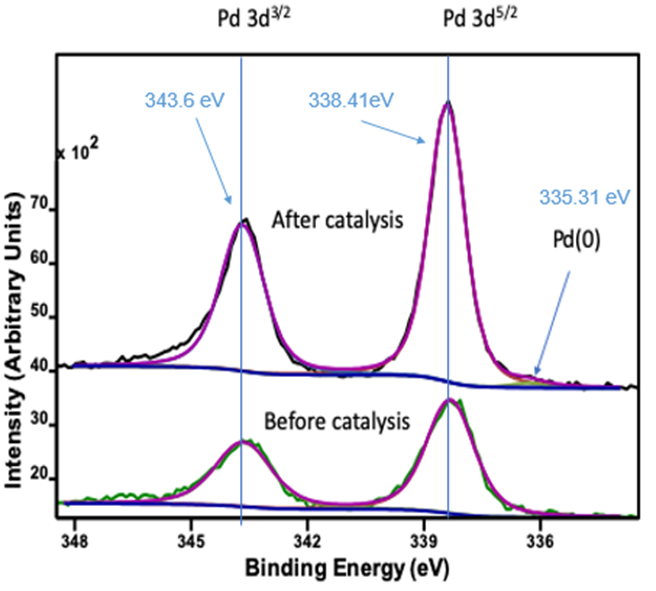 Pd 3d3/2 Pd 3d5/2
343.6 eV 338.41eV
x 10²
335.31 eV
After catalysis
Pd(0)
70
60
50
40
30
20
Before catalysis
Intensity (Arbitrary Units)
348 345 342 339 336
Binding Energy (eV)